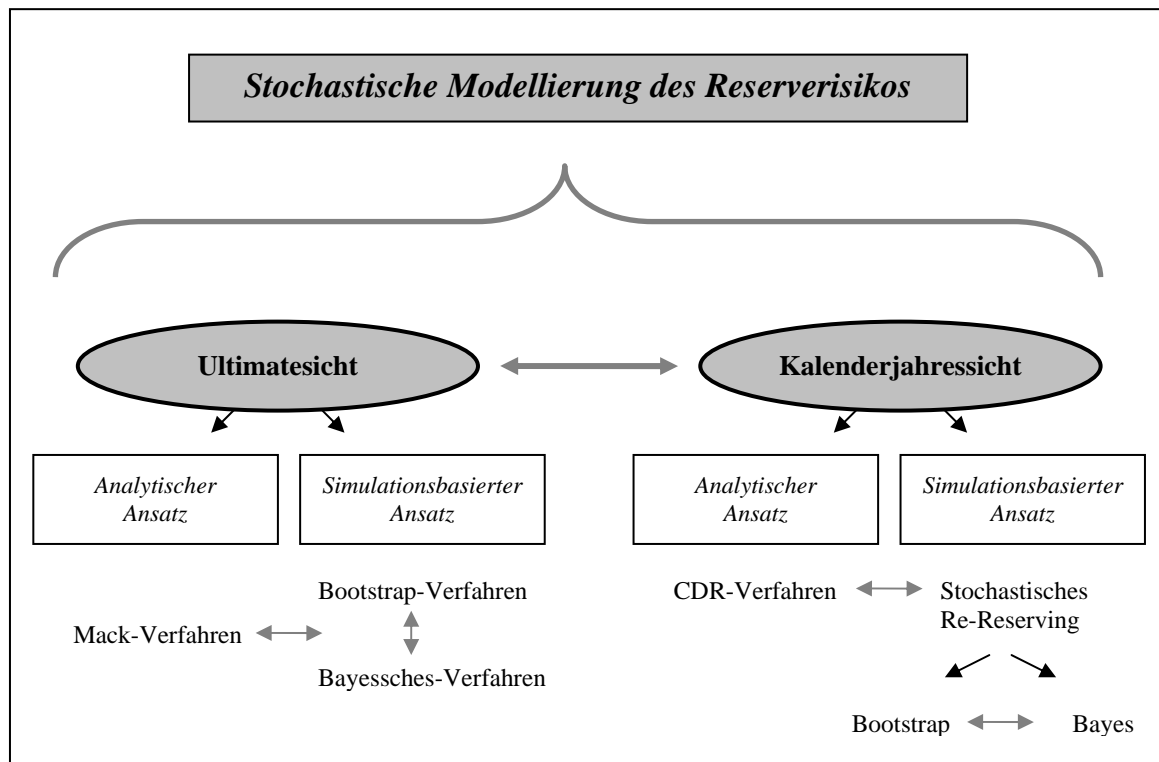 Stochastische Modellierung des Reserverisikos
Ultimatesicht
Kalenderjahressicht
Analytischer
Ansatz
Simulationsbasierter
Ansatz
Analytischer
Ansatz
Simulationsbasierter
Ansatz
Bootstrap-Verfahren
Mack-Verfahren
Bayessches-Verfahren
CDR-Verfahren
Stochastisches
Re-Reserving
Bootstrap
Bayes